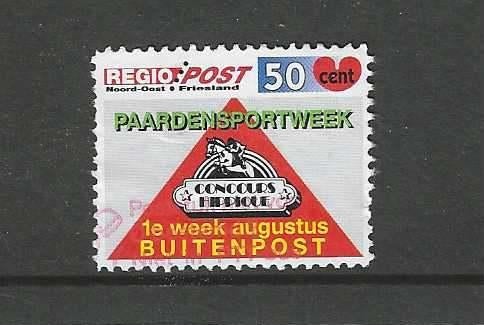 REGIO POST
Noord-Oost Friesland
50 cent
PAARDENSPORTWEEK
CONCOURS
HIPPIQUE
1e week augustus
BUITENPOST